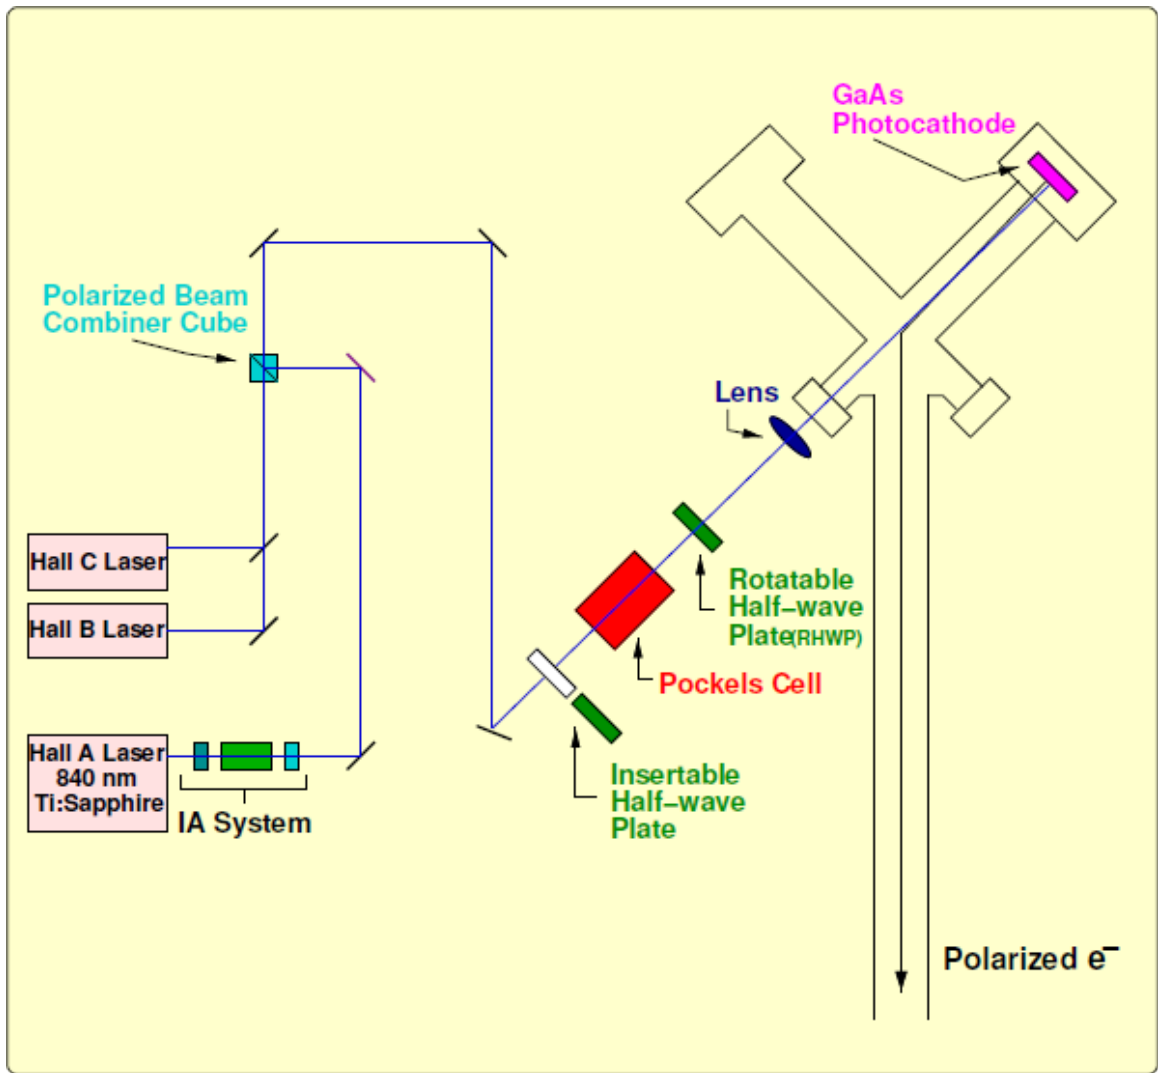 GaAs
Photocathode
Polarized Beam
Combiner Cube
Lens
Hall C Laser
Hall B Laser
Rotatable
Half-wave
Plate(RHWP)
Pockels Cell
Hall A Laser
840 nm
Ti:Sapphire
IA System
Insertable
Half-wave
Plate
Polarized e⁻